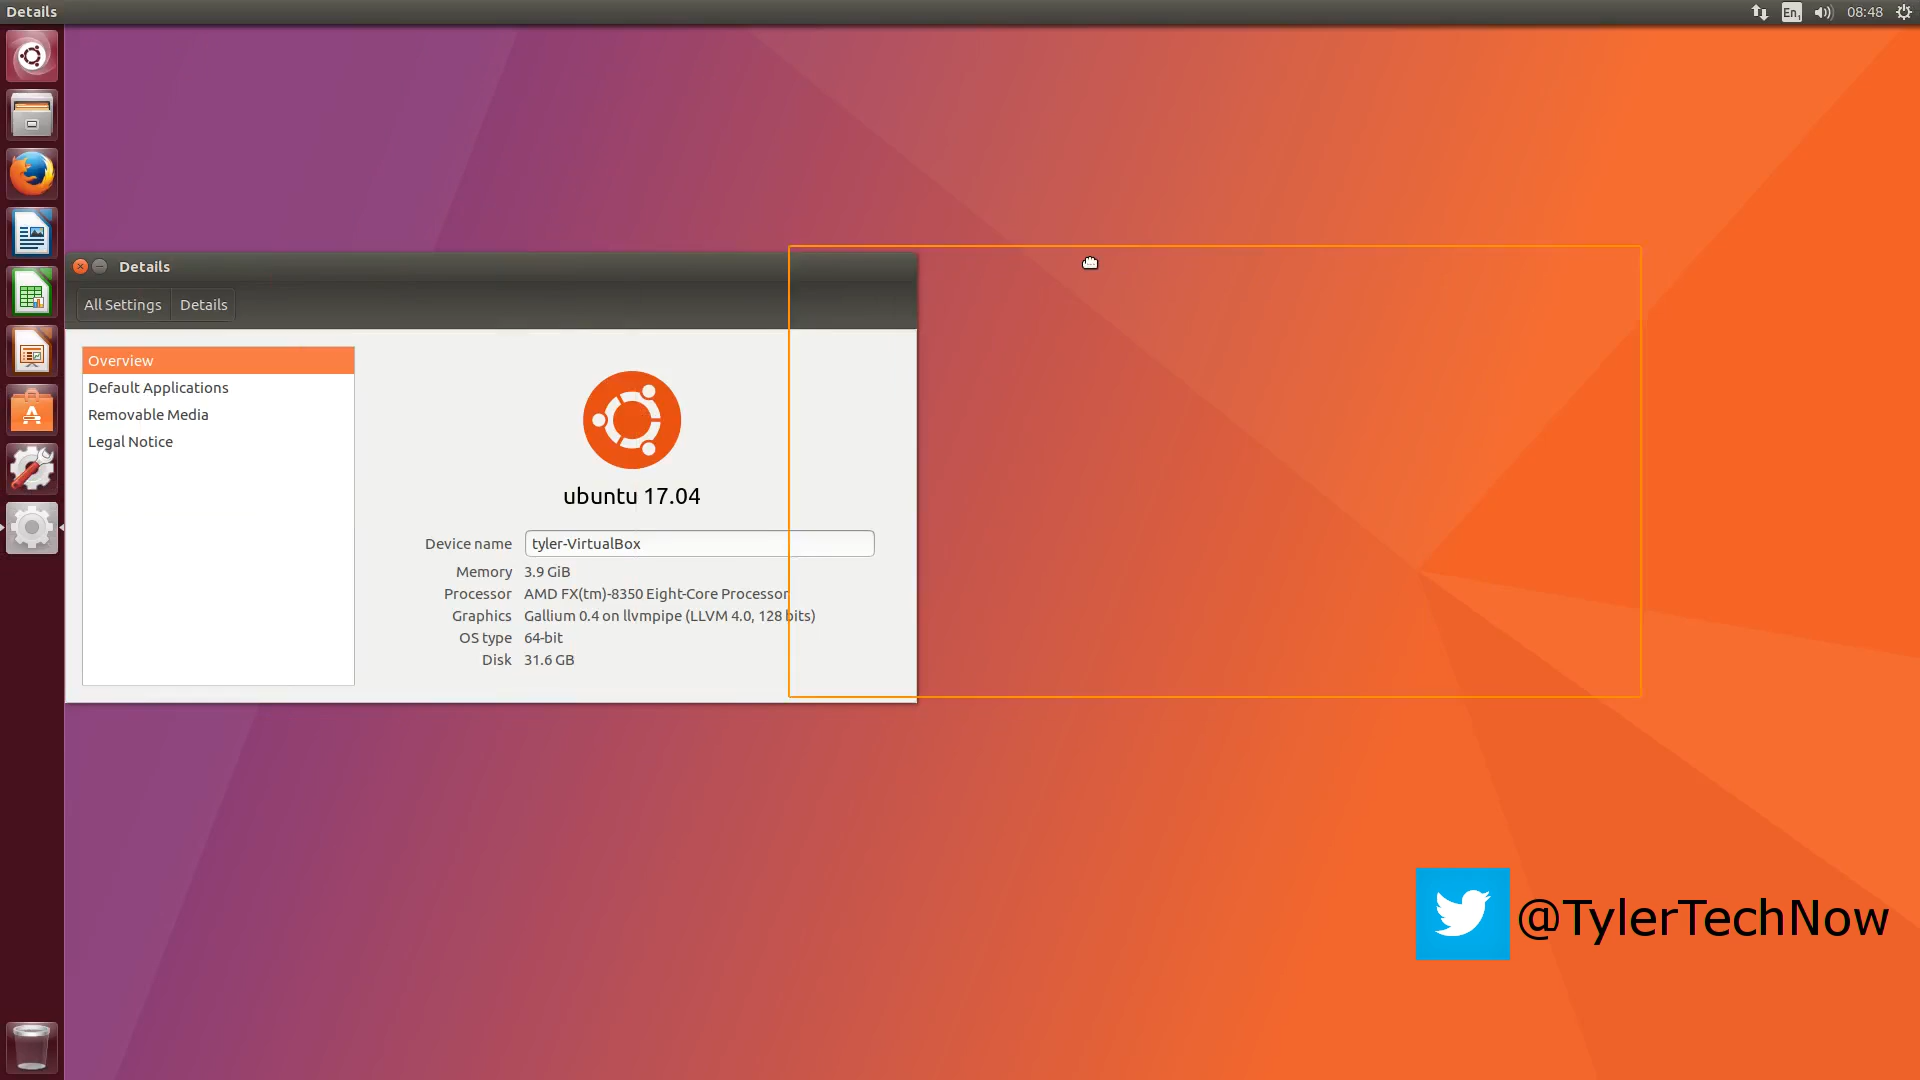 Details
En₁
08:48
Details
All Settings
Details
Overview
Default Applications
Removable Media
Legal Notice
ubuntu 17.04
Device name tyler-VirtualBox
Memory 3.9 GiB
Processor AMD FX(tm)-8350 Eight-Core Processor
Graphics Gallium 0.4 on llvmpipe (LLVM 4.0, 128 bits)
OS type 64-bit
Disk 31.6 GB
@TylerTechNow